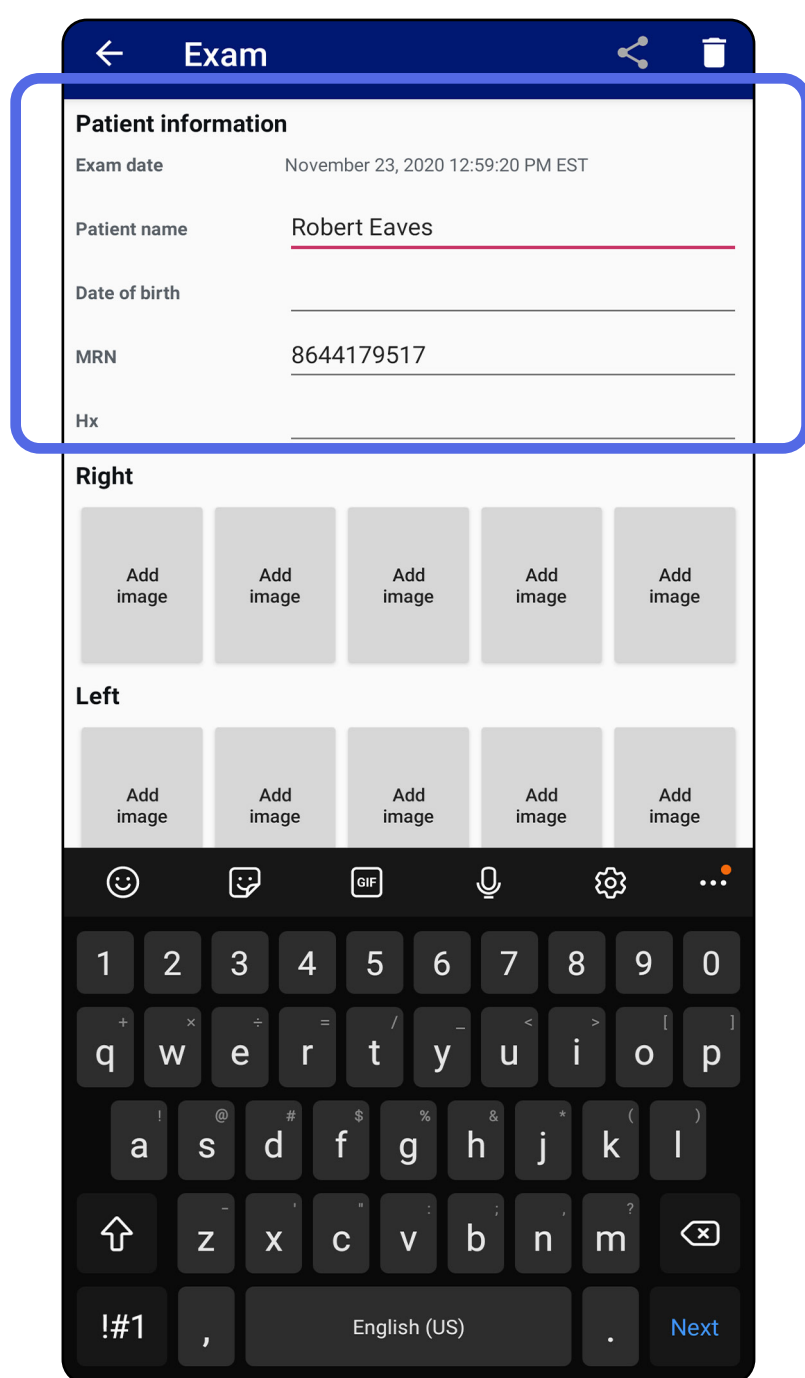 Exam
Patient information
Exam date November 23, 2020 12:59:20 PM EST
Patient name Robert Eaves
Date of birth
MRN 8644179517
Hx
Right
Add image Add image Add image Add image Add image
Left
Add image Add image Add image Add image Add image
GIF
1 2 3 4 5 6 7 8 9 0
+ × ÷ = / _ < > [ ]
q w e r t y u i o p
! @ # $ % & * ( )
a s d f g h j k l
- ' " : ; , ?
z x c v b n m
!#1 , English (US) . Next